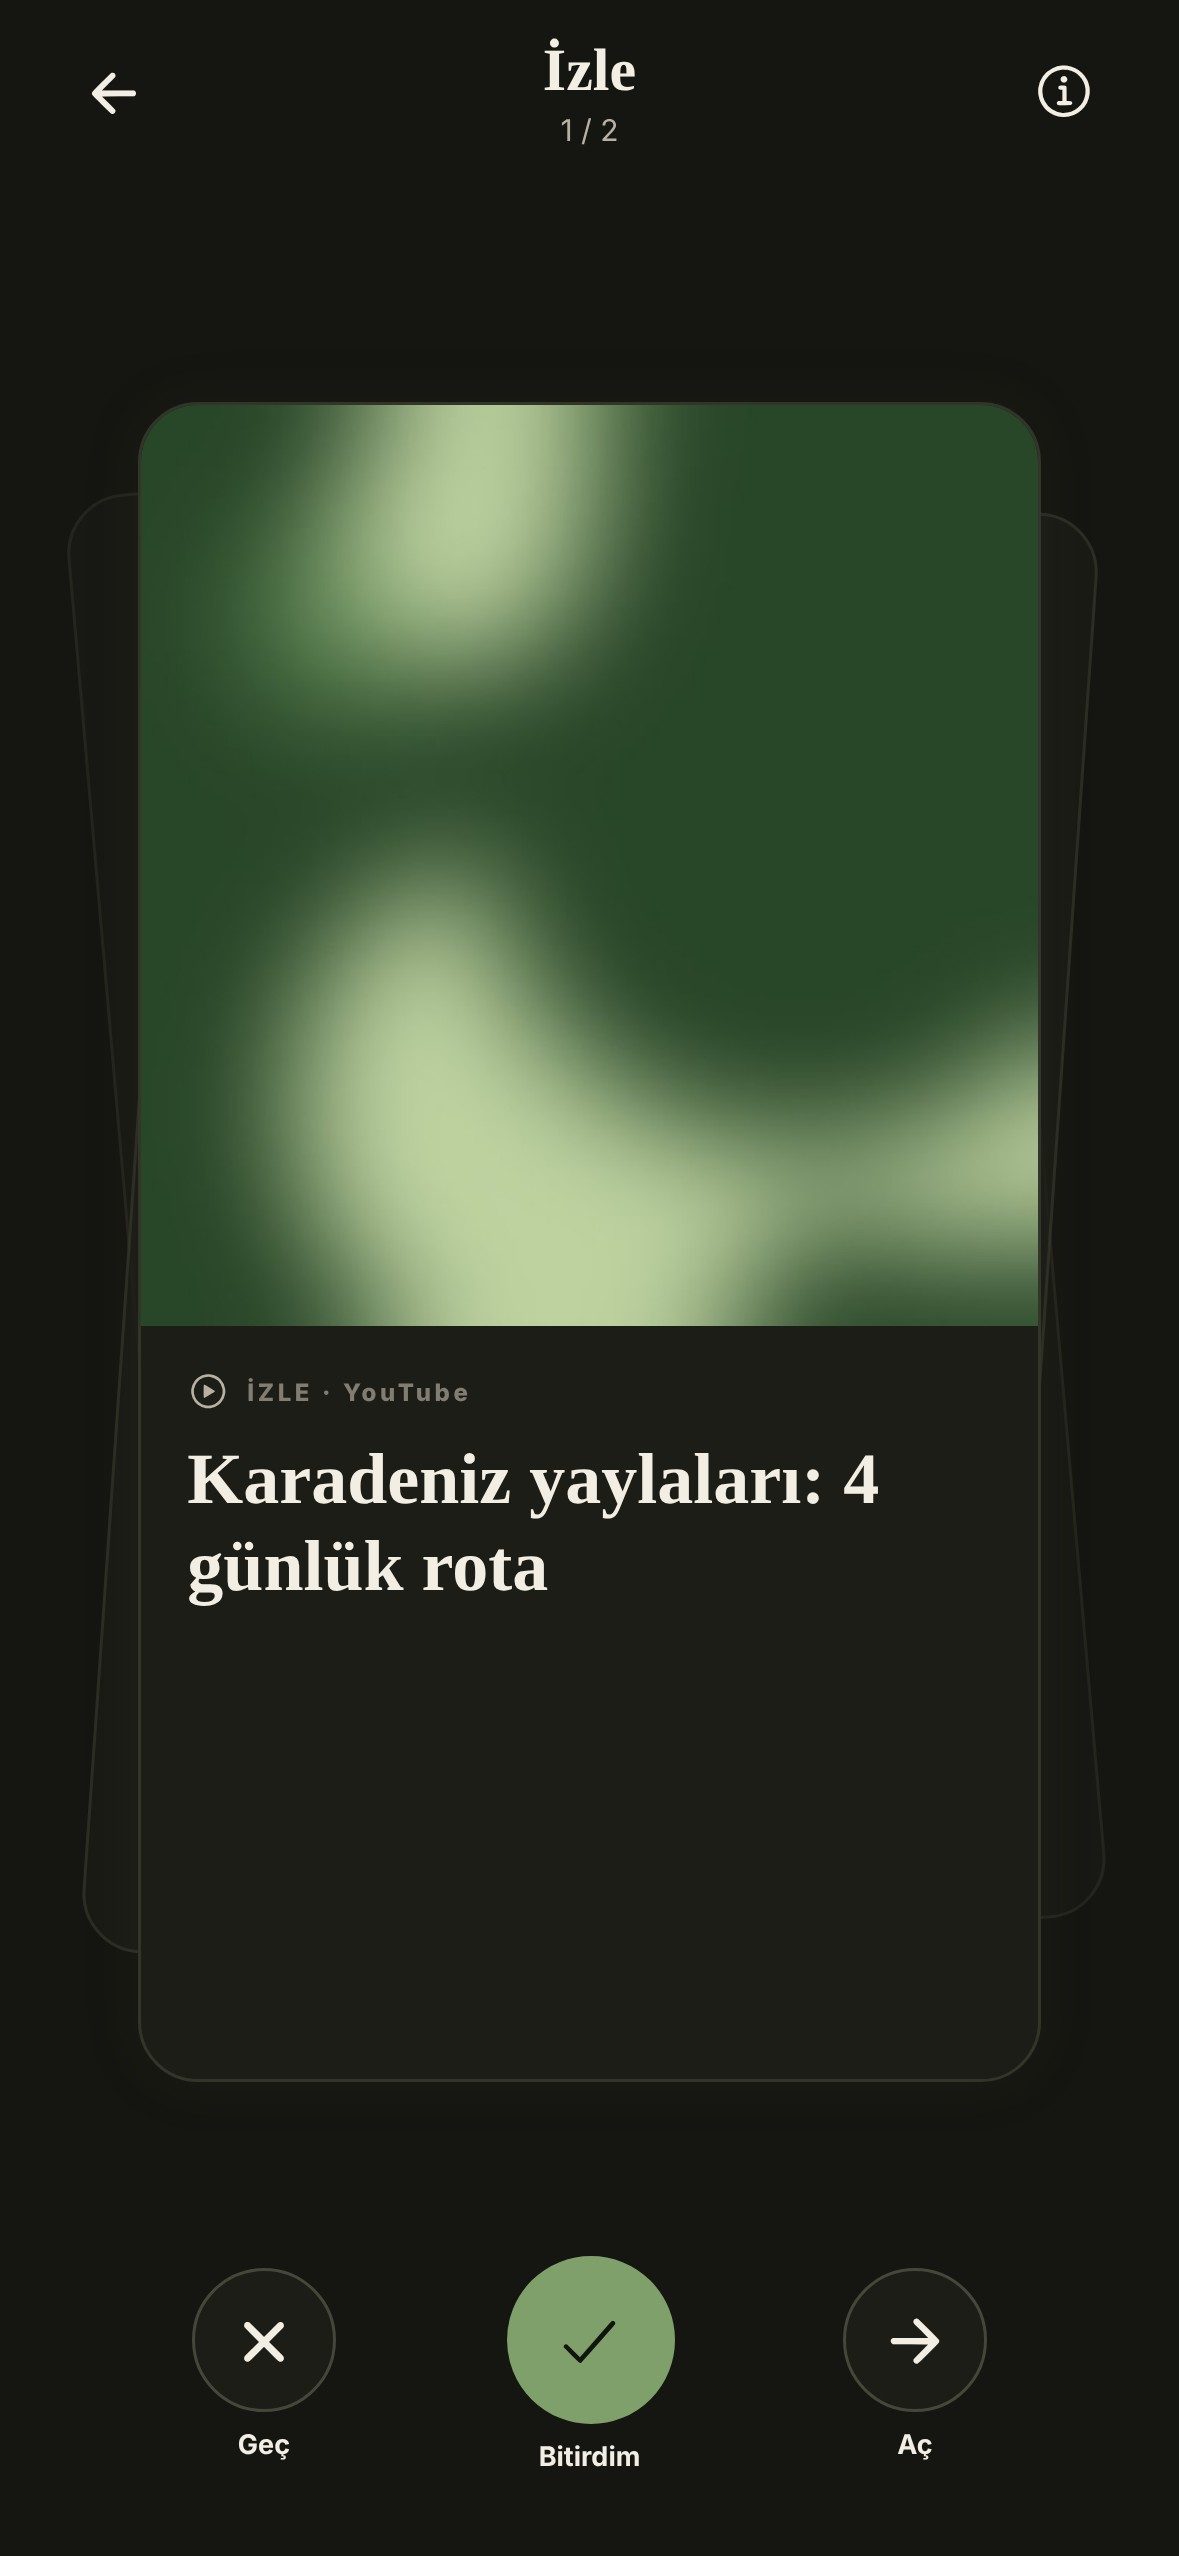 İzle
1 / 2
İZLE · YouTube
Karadeniz yaylaları: 4
günlük rota
Geç
Bitirdim
Aç